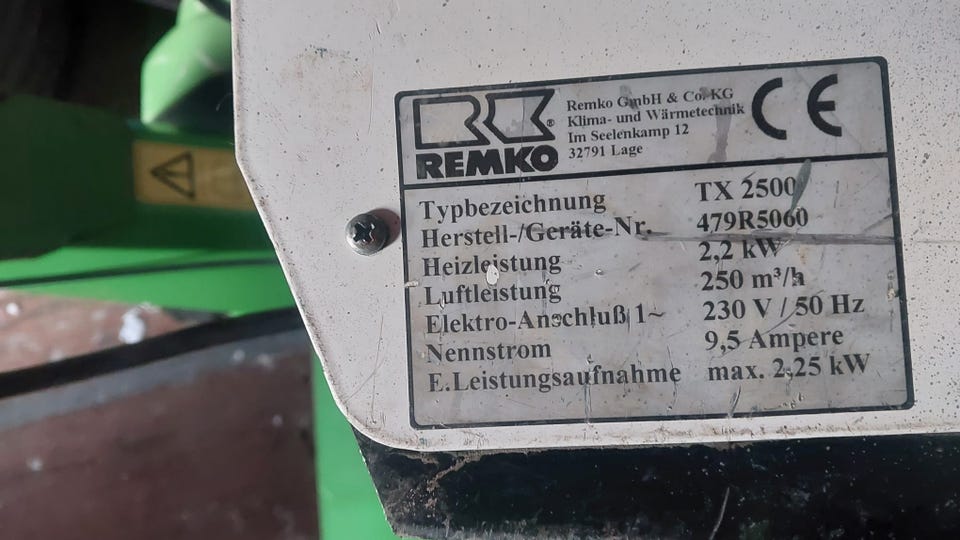 REMKO
Remko GmbH & Co. KG
Klima- und Wärmetechnik
Im Seelenkamp 12
32791 Lage
CE
Typbezeichnung TX 2500
Herstell-/Geräte-Nr. 479R5060
Heizleistung 2,2 kW
Luftleistung 250 m³/h
Elektro-Anschluß 1~ 230 V / 50 Hz
Nennstrom 9,5 Ampere
E.Leistungsaufnahme max. 2,25 kW